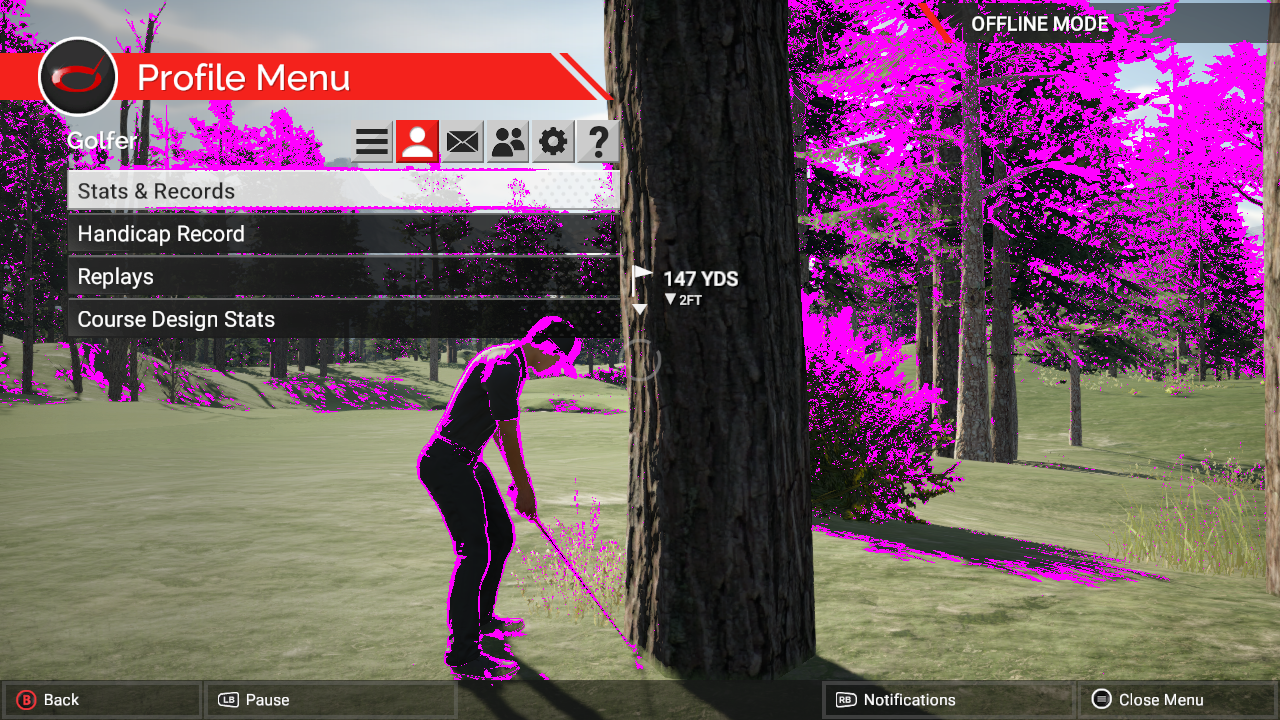 OFFLINE MODE
Profile Menu
Golfer
?
Stats & Records
Handicap Record
Replays
Course Design Stats
147 YDS
▼2FT
B Back
LB Pause
RB Notifications
Close Menu